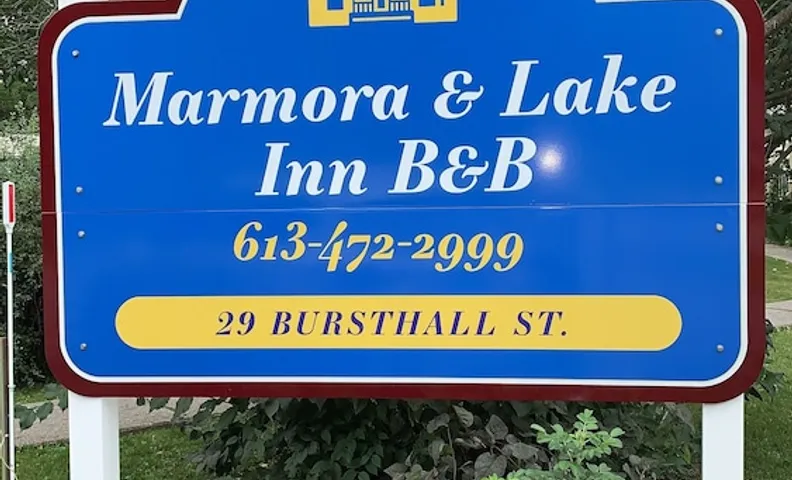 Marmora & Lake
Inn B&B
613-472-2999
29 BURSTHALL ST.